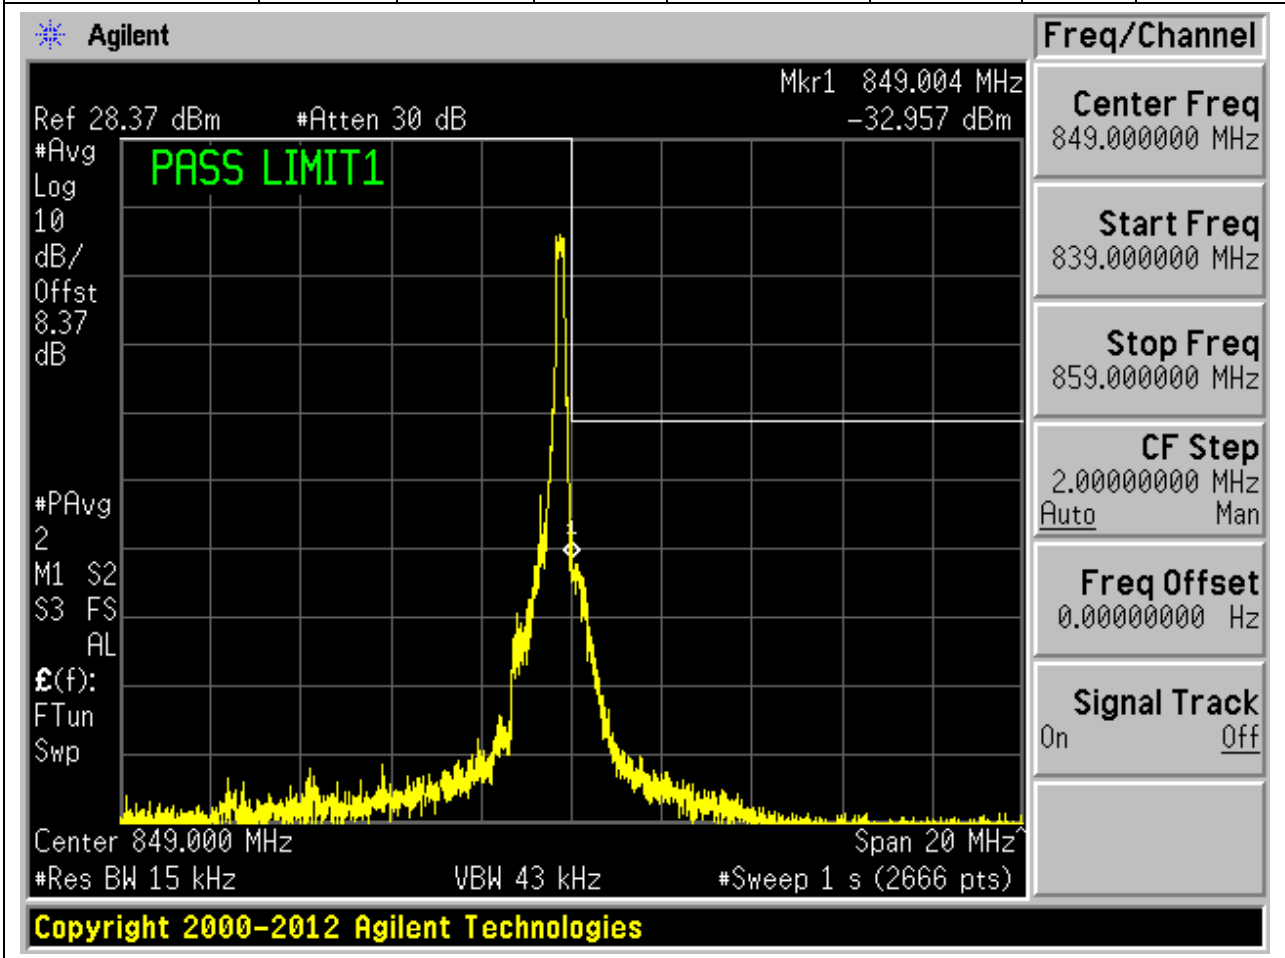 Agilent
Freq/Channel
Mkr1 849.004 MHz
Ref 28.37 dBm #Atten 30 dB -32.957 dBm
#Avg
Log
10
dB/
Offst
8.37
dB
PASS LIMIT1
1
#PAvg
2
M1 S2
S3 FS
AL
£(f):
FTun
Swp
Center 849.000 MHz Span 20 MHz^
#Res BW 15 kHz VBW 43 kHz #Sweep 1 s (2666 pts)
Center Freq
849.000000 MHz
Start Freq
839.000000 MHz
Stop Freq
859.000000 MHz
CF Step
2.00000000 MHz
Auto Man
Freq Offset
0.00000000 Hz
Signal Track
On Off
Copyright 2000-2012 Agilent Technologies